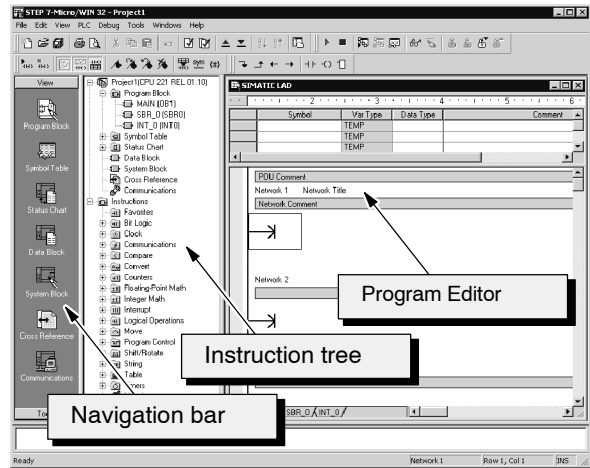 STEP 7-Micro/WIN 32 - Project1
File Edit View PLC Debug Tools Windows Help
View
Program Block
Symbol Table
Status Chart
Data Block
System Block
Cross Reference
Communications
Project1(CPU 221 REL 01.10)
Program Block
MAIN (OB1)
SBR_0 (SBR0)
INT_0 (INT0)
Symbol Table
Status Chart
Data Block
System Block
Cross Reference
Communications
Instructions
Favorites
Bit Logic
Clock
Communications
Compare
Convert
Counters
Floating-Point Math
Integer Math
Interrupt
Logical Operations
Move
Program Control
Shift/Rotate
String
Table
SIMATIC LAD
2 3 4 5 6
Symbol Var Type Data Type Comment
TEMP
TEMP
TEMP
POU Comment
Network 1 Network Title
Network Comment
Network 2
Program Editor
Instruction tree
Navigation bar
SBR_0 INT_0
Ready Network 1 Row 1, Col 1 INS